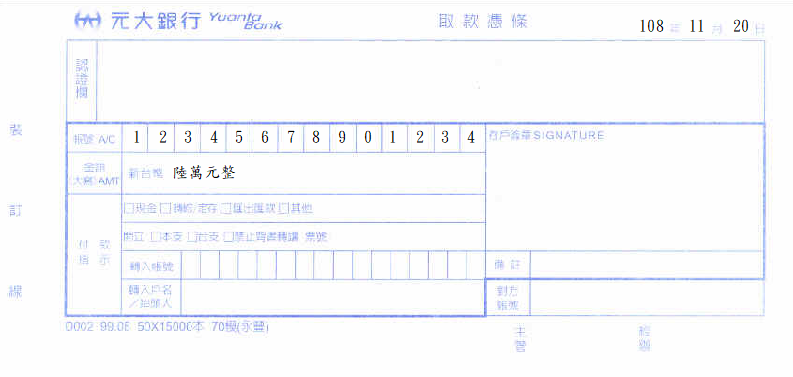 元大銀行 Yuanta Bank 取款憑條 108 年 11 月 20 日
認證欄
帳號 A/C 1 2 3 4 5 6 7 8 9 0 1 2 3 4 存戶簽章 SIGNATURE
金額(大寫) AMT 新台幣 陸萬元整
付款指示 □現金 □轉帳/定存 □匯出匯款 □其他
開立 □本支 □台支 □禁止背書轉讓 票號
轉入帳號 備註
轉入戶名／抬頭人 對方帳號
0002 99.06 50X15000本 70模(永豐) 主管 經辦
裝訂線